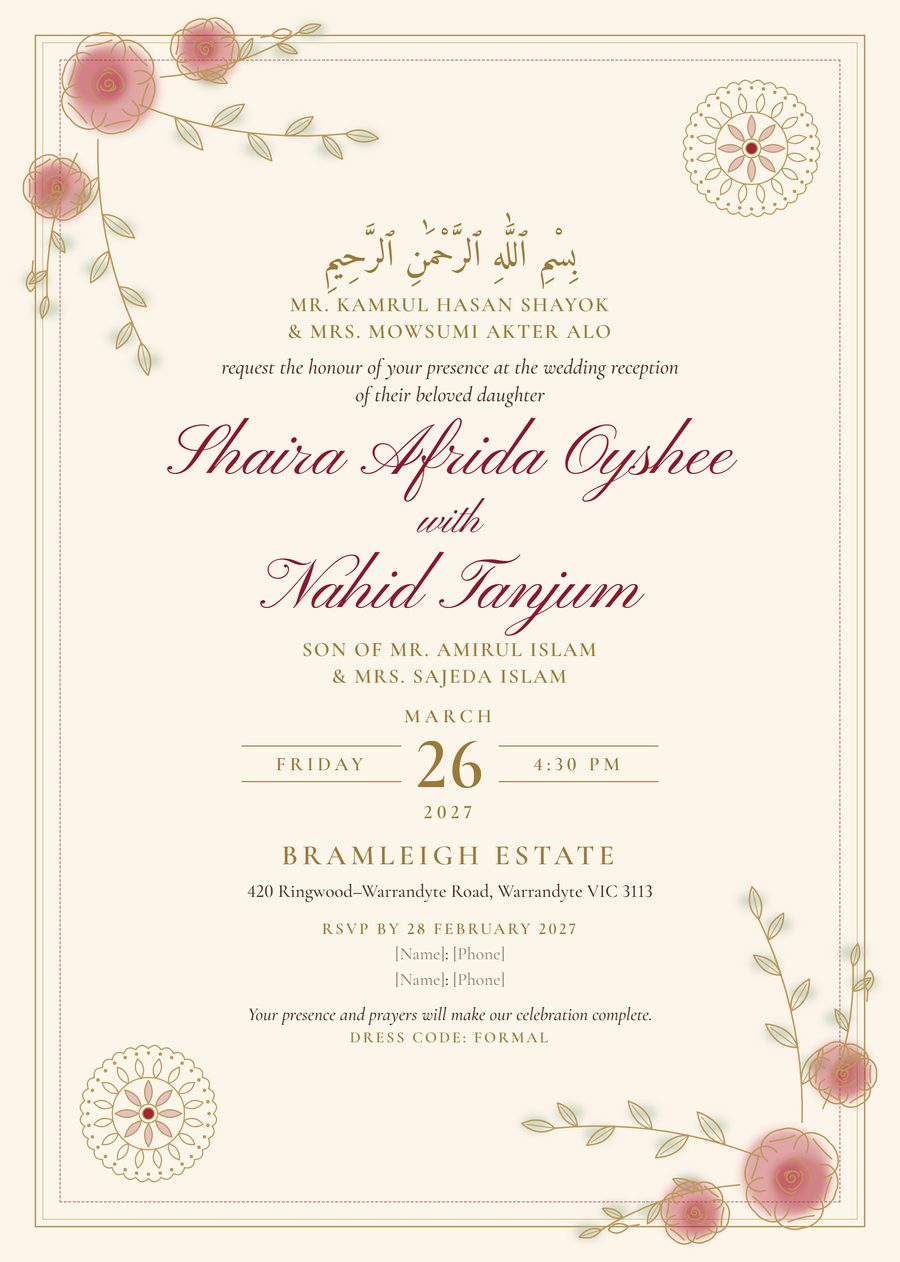 بِسْمِ ٱللَّهِ ٱلرَّحْمَٰنِ ٱلرَّحِيمِ
MR. KAMRUL HASAN SHAYOK
& MRS. MOWSUMI AKTER ALO
request the honour of your presence at the wedding reception
of their beloved daughter
Shaira Afrida Oyshee
with
Nahid Tanjum
SON OF MR. AMIRUL ISLAM
& MRS. SAJEDA ISLAM
MARCH
FRIDAY 26 4:30 PM
2027
BRAMLEIGH ESTATE
420 Ringwood–Warrandyte Road, Warrandyte VIC 3113
RSVP BY 28 FEBRUARY 2027
[Name]: [Phone]
[Name]: [Phone]
Your presence and prayers will make our celebration complete.
DRESS CODE: FORMAL